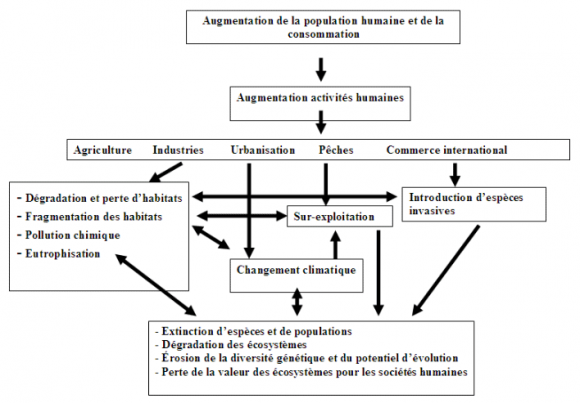 Augmentation de la population humaine et de la
consommation
Augmentation activités humaines
Agriculture Industries Urbanisation Pêches Commerce international
- Dégradation et perte d'habitats
- Fragmentation des habitats
- Pollution chimique
- Eutrophisation
Sur-exploitation
Introduction d'espèces
invasives
Changement climatique
- Extinction d'espèces et de populations
- Dégradation des écosystèmes
- Érosion de la diversité génétique et du potentiel d'évolution
- Perte de la valeur des écosystèmes pour les sociétés humaines